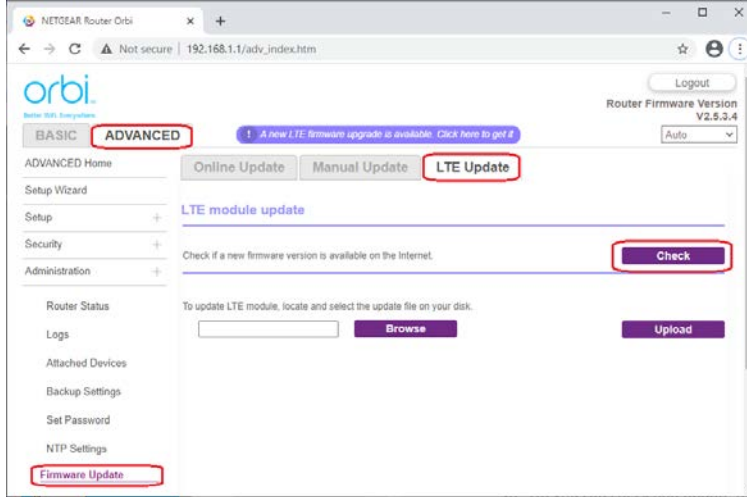 NETGEAR Router Orbi
Not secure | 192.168.1.1/adv_index.htm
orbi
Better WiFi. Everywhere.
Logout
Router Firmware Version
V2.5.3.4
BASIC
ADVANCED
A new LTE firmware upgrade is available. Click here to get it
Auto
ADVANCED Home
Online Update
Manual Update
LTE Update
Setup Wizard
Setup
LTE module update
Security
Check if a new firmware version is available on the Internet.
Check
Administration
Router Status
To update LTE module, locate and select the update file on your disk.
Browse
Upload
Logs
Attached Devices
Backup Settings
Set Password
NTP Settings
Firmware Update